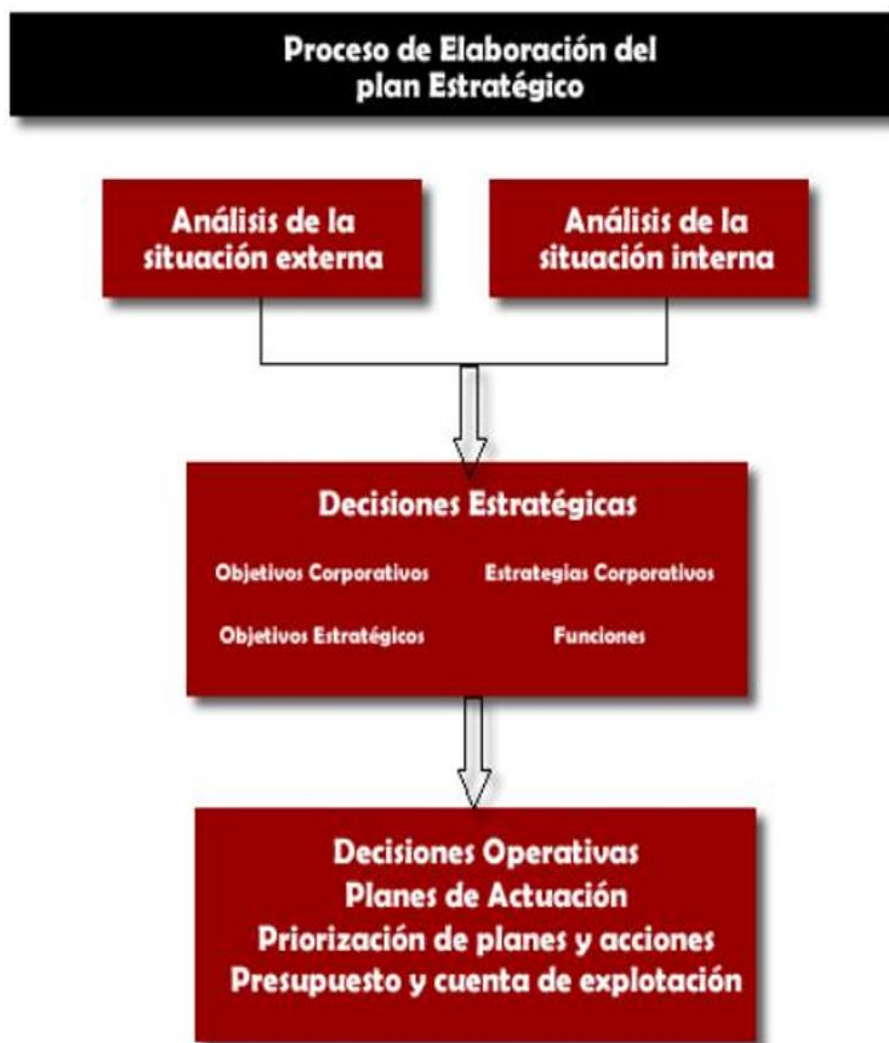 Proceso de Elaboración del
plan Estratégico
Análisis de la
situación externa
Análisis de la
situación interna
Decisiones Estratégicas
Objetivos Corporativos
Estrategias Corporativos
Objetivos Estratégicos
Funciones
Decisiones Operativas
Planes de Actuación
Priorización de planes y acciones
Presupuesto y cuenta de explotación